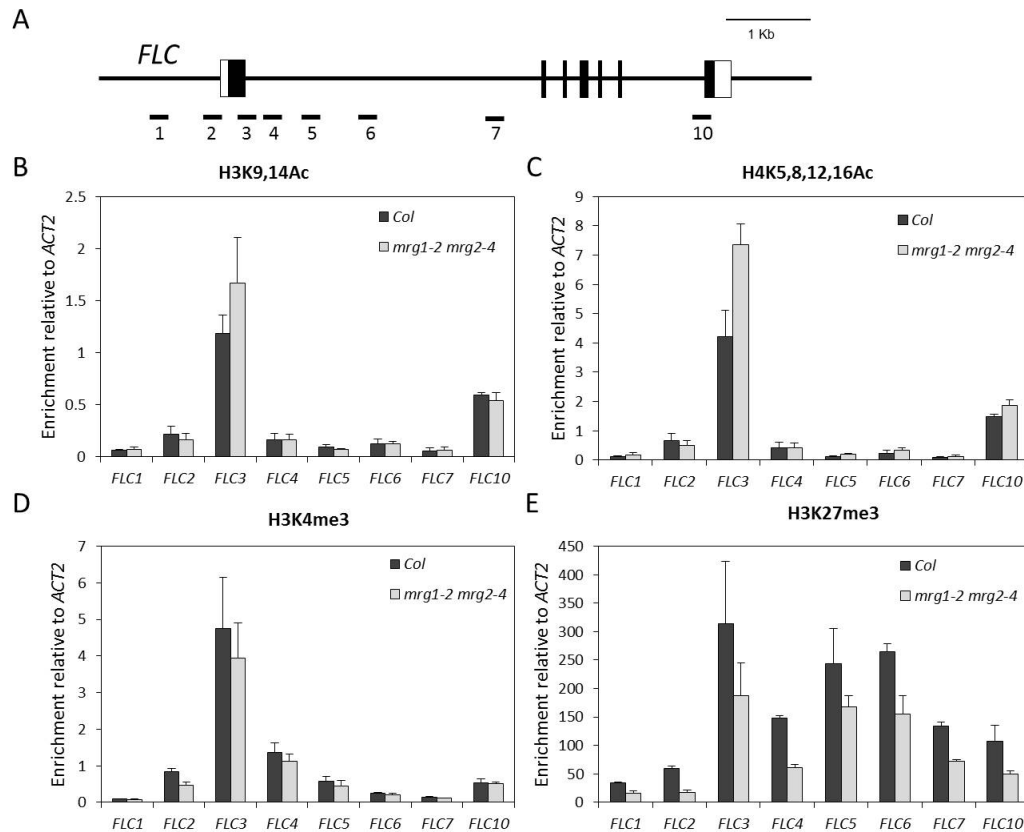 A
FLC
1 Kb
1 2 3 4 5 6 7 10
B
H3K9,14Ac
Enrichment relative to ACT2
2.5
2
1.5
1
0.5
0
Col
mrg1-2 mrg2-4
FLC1 FLC2 FLC3 FLC4 FLC5 FLC6 FLC7 FLC10
C
H4K5,8,12,16Ac
Enrichment relative to ACT2
9
8
7
6
5
4
3
2
1
0
Col
mrg1-2 mrg2-4
FLC1 FLC2 FLC3 FLC4 FLC5 FLC6 FLC7 FLC10
D
H3K4me3
Enrichment relative to ACT2
7
6
5
4
3
2
1
0
Col
mrg1-2 mrg2-4
FLC1 FLC2 FLC3 FLC4 FLC5 FLC6 FLC7 FLC10
E
H3K27me3
Enrichment relative to ACT2
450
400
350
300
250
200
150
100
50
0
Col
mrg1-2 mrg2-4
FLC1 FLC2 FLC3 FLC4 FLC5 FLC6 FLC7 FLC10